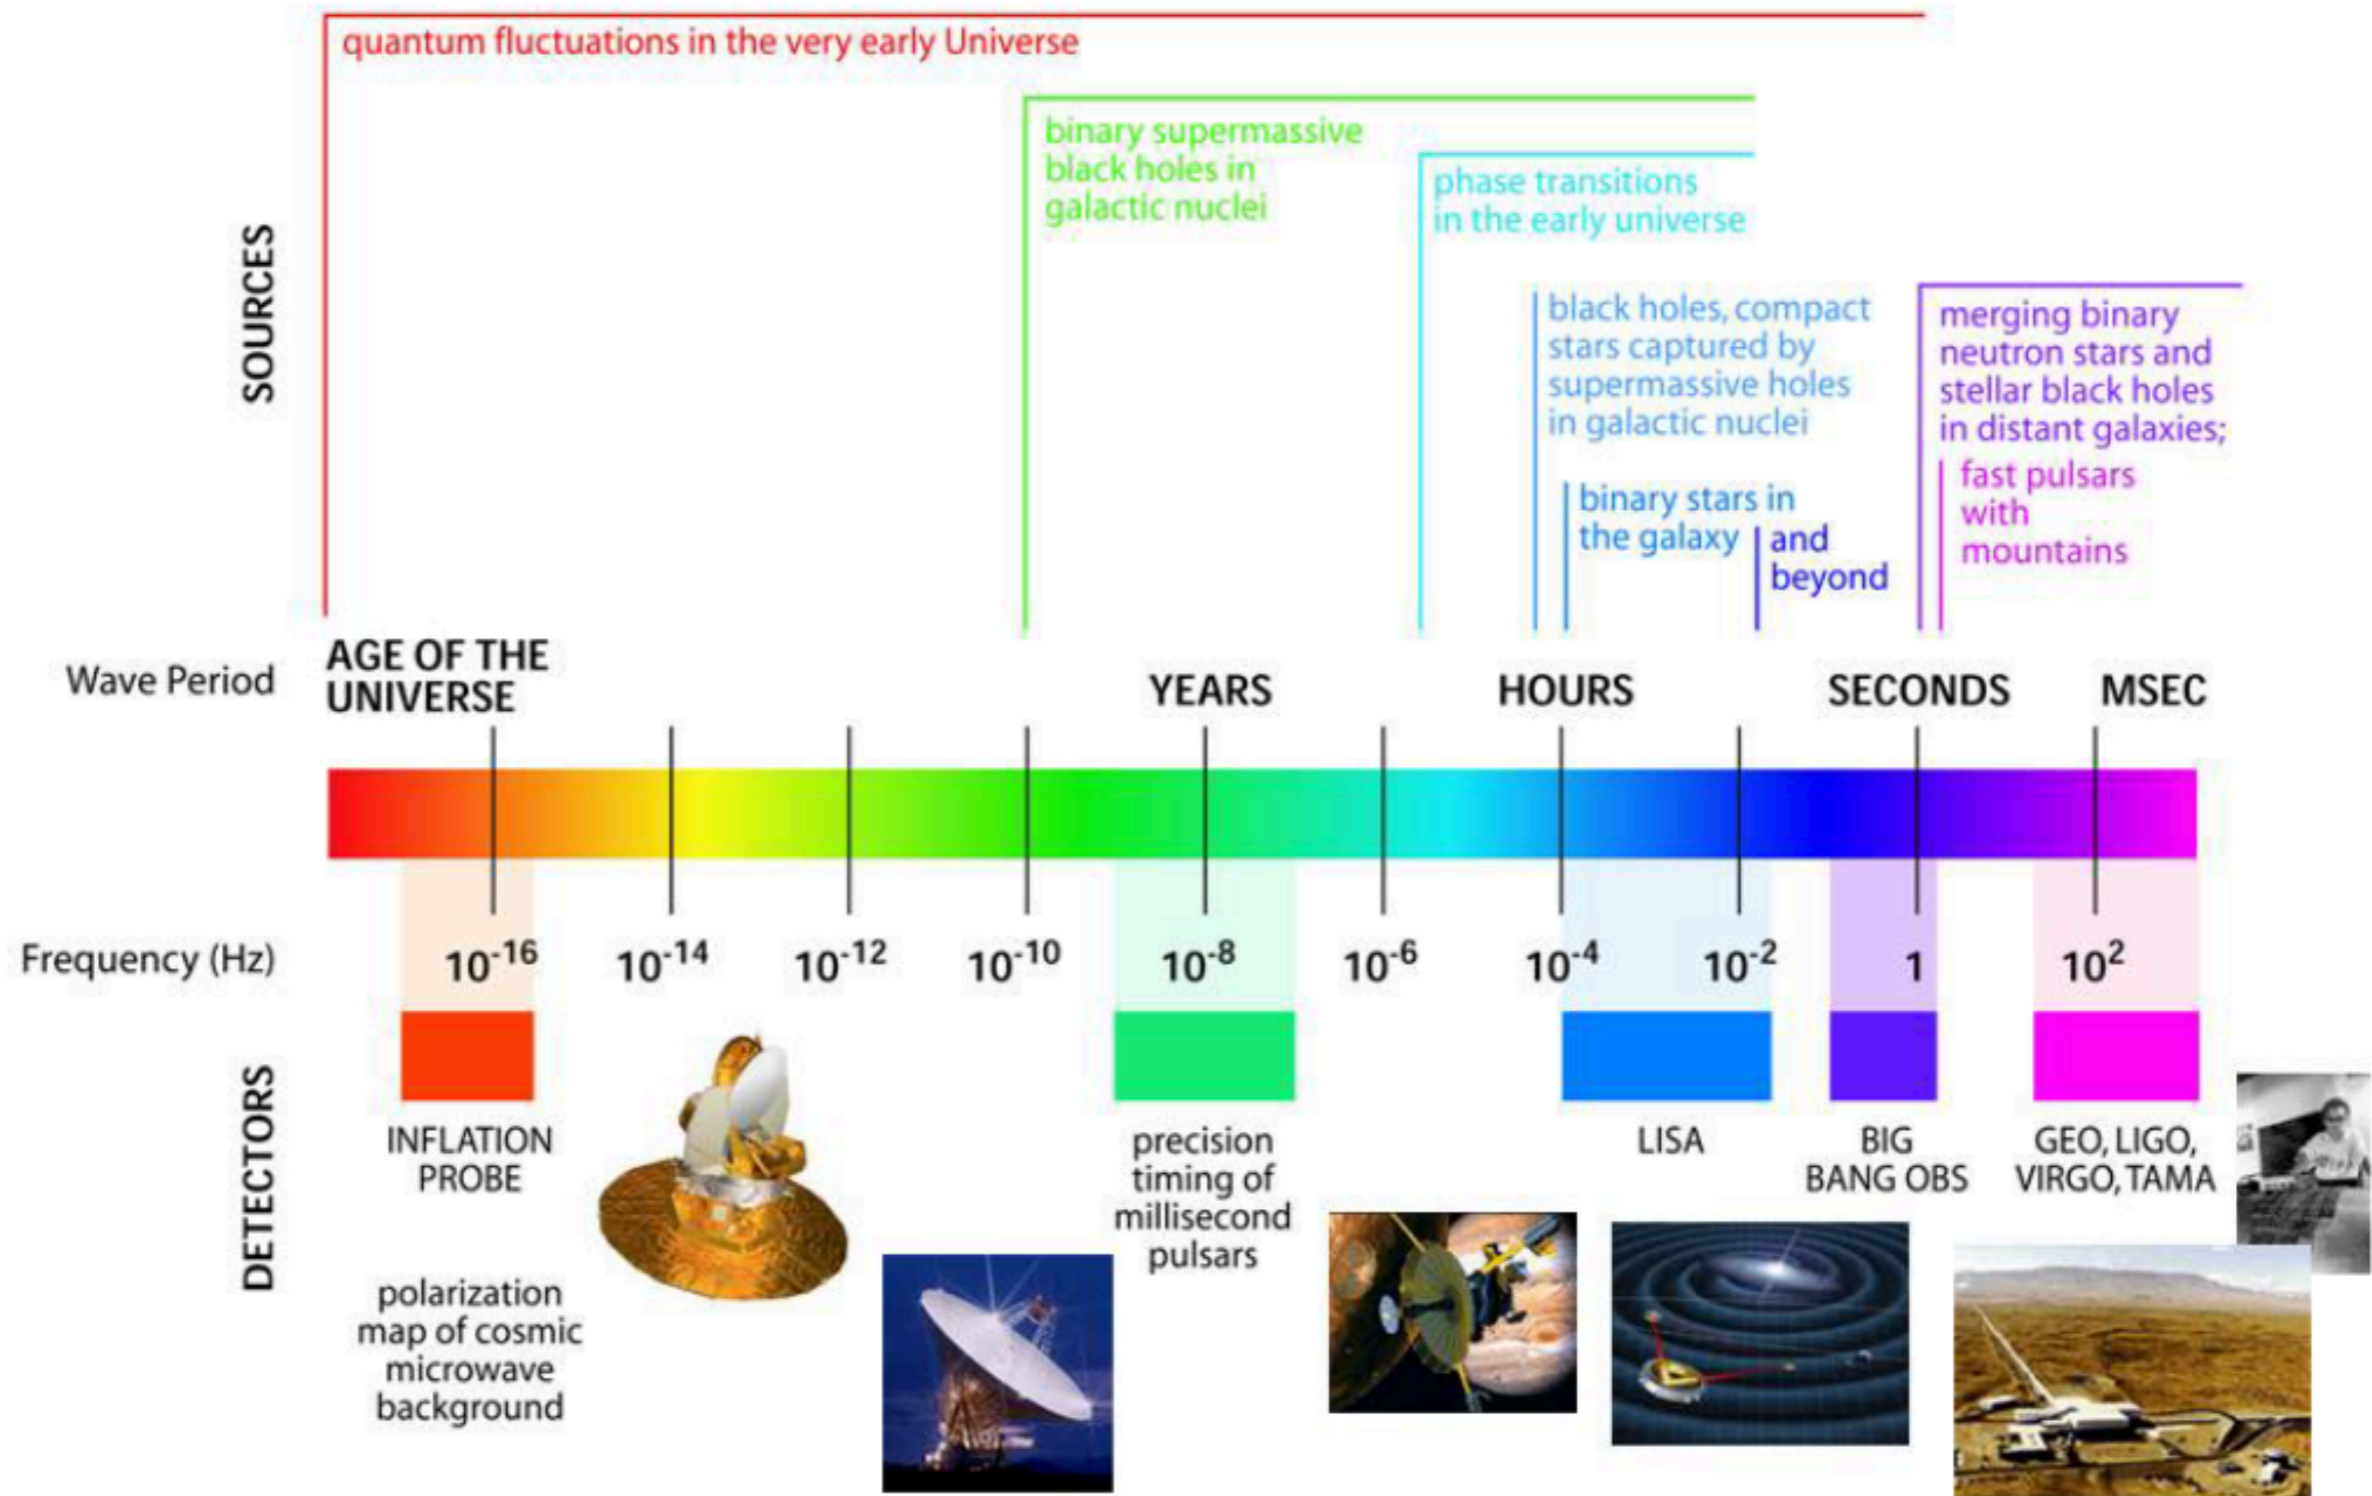 quantum fluctuations in the very early Universe
binary supermassive
black holes in
galactic nuclei
phase transitions
in the early universe
black holes, compact
stars captured by
supermassive holes
in galactic nuclei
binary stars in
the galaxy
and
beyond
merging binary
neutron stars and
stellar black holes
in distant galaxies;
fast pulsars
with
mountains
SOURCES
Wave Period
AGE OF THE
UNIVERSE
YEARS
HOURS
SECONDS
MSEC
Frequency (Hz)
10⁻¹⁶
10⁻¹⁴
10⁻¹²
10⁻¹⁰
10⁻⁸
10⁻⁶
10⁻⁴
10⁻²
1
10²
DETECTORS
INFLATION
PROBE
polarization
map of cosmic
microwave
background
precision
timing of
millisecond
pulsars
LISA
BIG
BANG OBS
GEO, LIGO,
VIRGO, TAMA